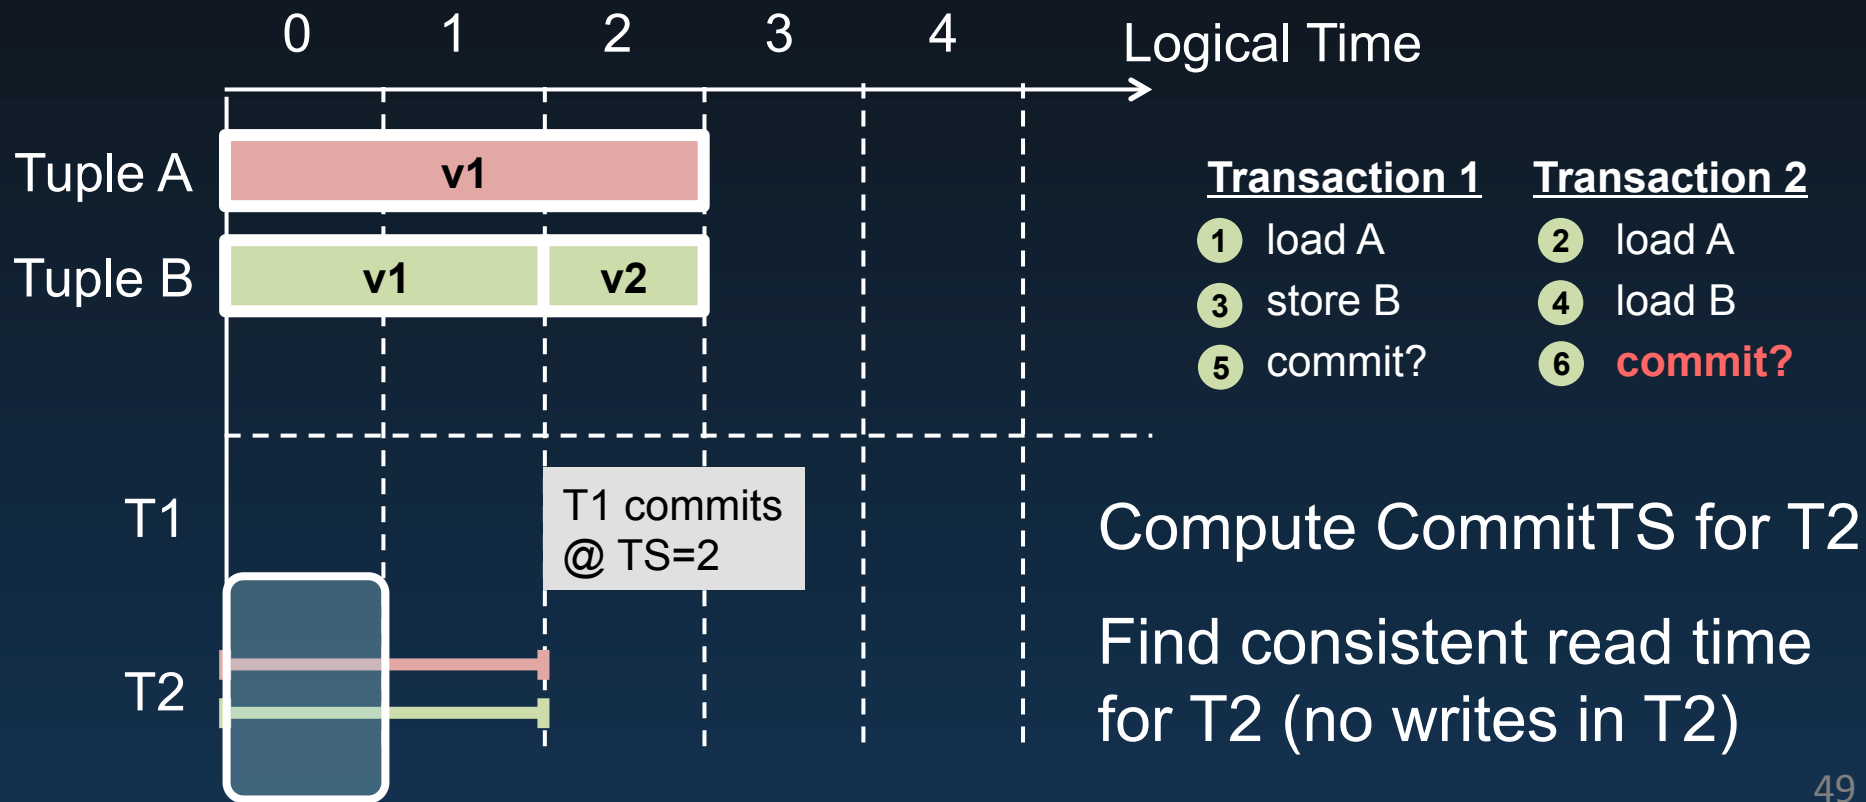 0 1 2 3 4 Logical Time
Tuple A v1
Tuple B v1 v2
Transaction 1 Transaction 2
1 load A 2 load A
3 store B 4 load B
5 commit? 6 commit?
T1
T1 commits
@ TS=2
Compute CommitTS for T2
T2
Find consistent read time
for T2 (no writes in T2)
49